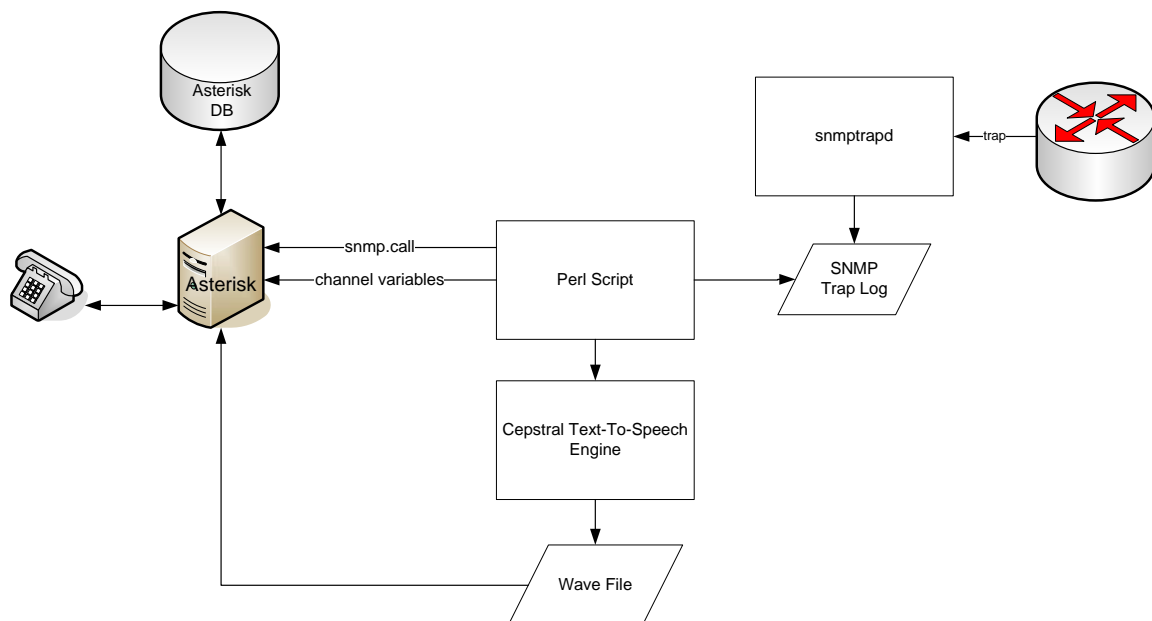 Asterisk
DB
snmptrapd
trap
snmp.call
channel variables
Asterisk
Perl Script
SNMP
Trap Log
Cepstral Text-To-Speech
Engine
Wave File